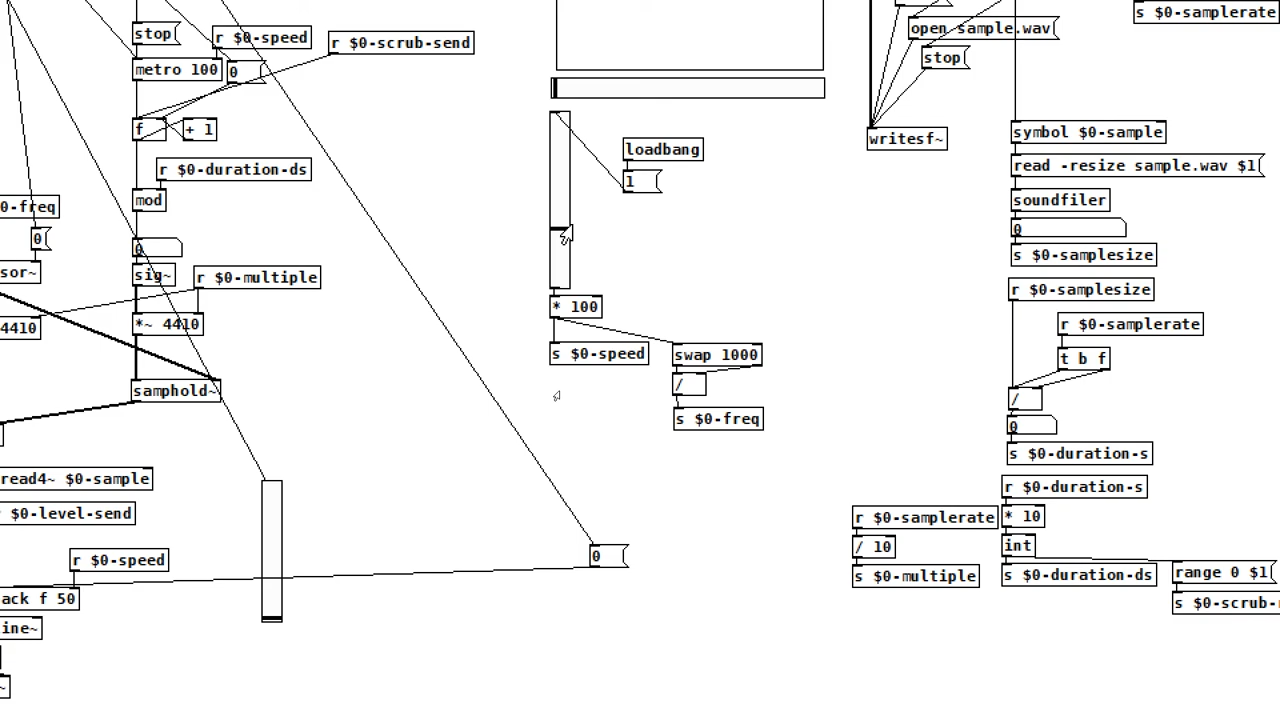 stop
r $0-speed
metro 100
0
r $0-scrub-send
f
+ 1
r $0-duration-ds
mod
0-freq
0
0
sor~
sig~
r $0-multiple
4410
*~ 4410
samphold~
read4~ $0-sample
$0-level-send
r $0-speed
ack f 50
ine~
~
loadbang
1
* 100
s $0-speed
swap 1000
/
s $0-freq
0
open sample.wav
stop
writesf~
s $0-samplerate
symbol $0-sample
read -resize sample.wav $1
soundfiler
0
s $0-samplesize
r $0-samplesize
r $0-samplerate
t b f
/
0
s $0-duration-s
r $0-duration-s
r $0-samplerate
* 10
/ 10
int
s $0-multiple
s $0-duration-ds
range 0 $1
s $0-scrub-